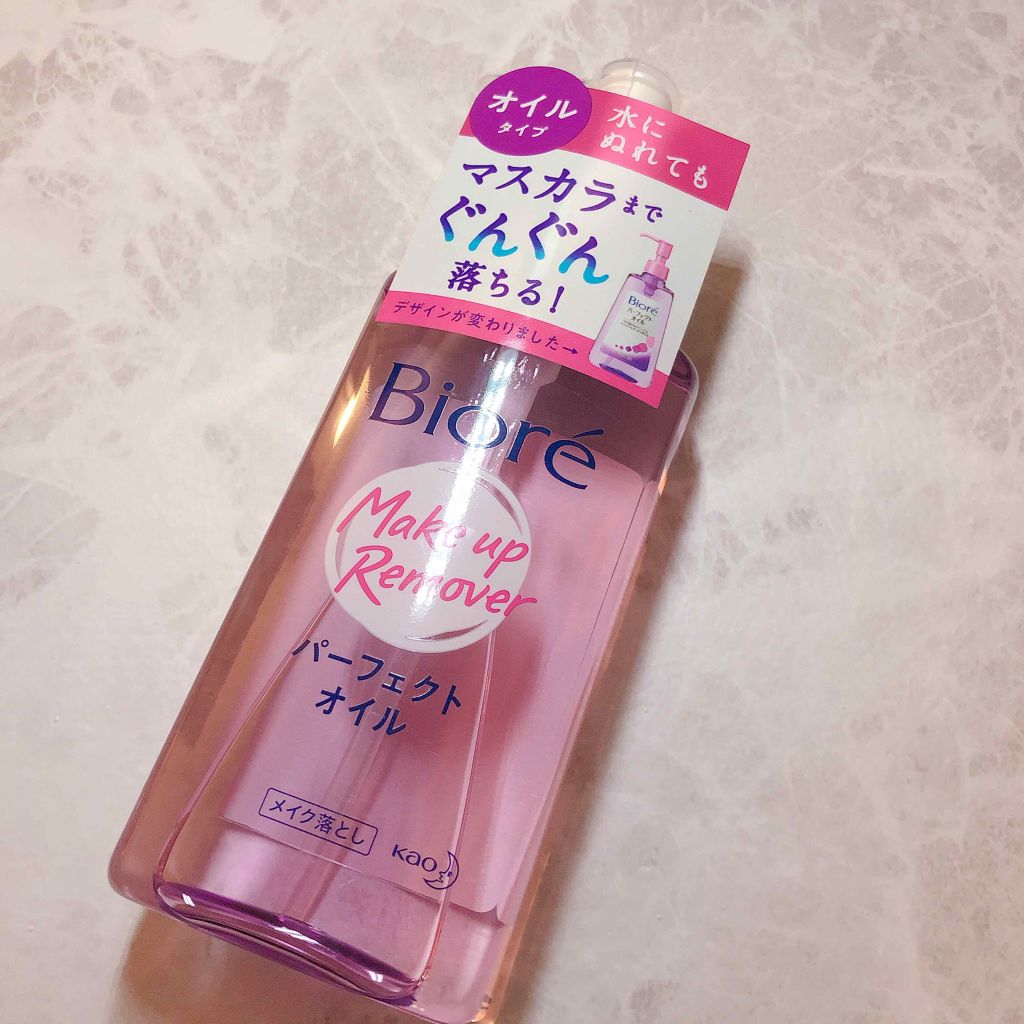 オイル
タイプ
水に
ぬれても
マスカラまで
ぐんぐん
落ちる!
デザインが変わりました→
Bioré
パーフェクト
オイル
Bioré
Make up
Remover
パーフェクト
オイル
メイク落とし
Kao